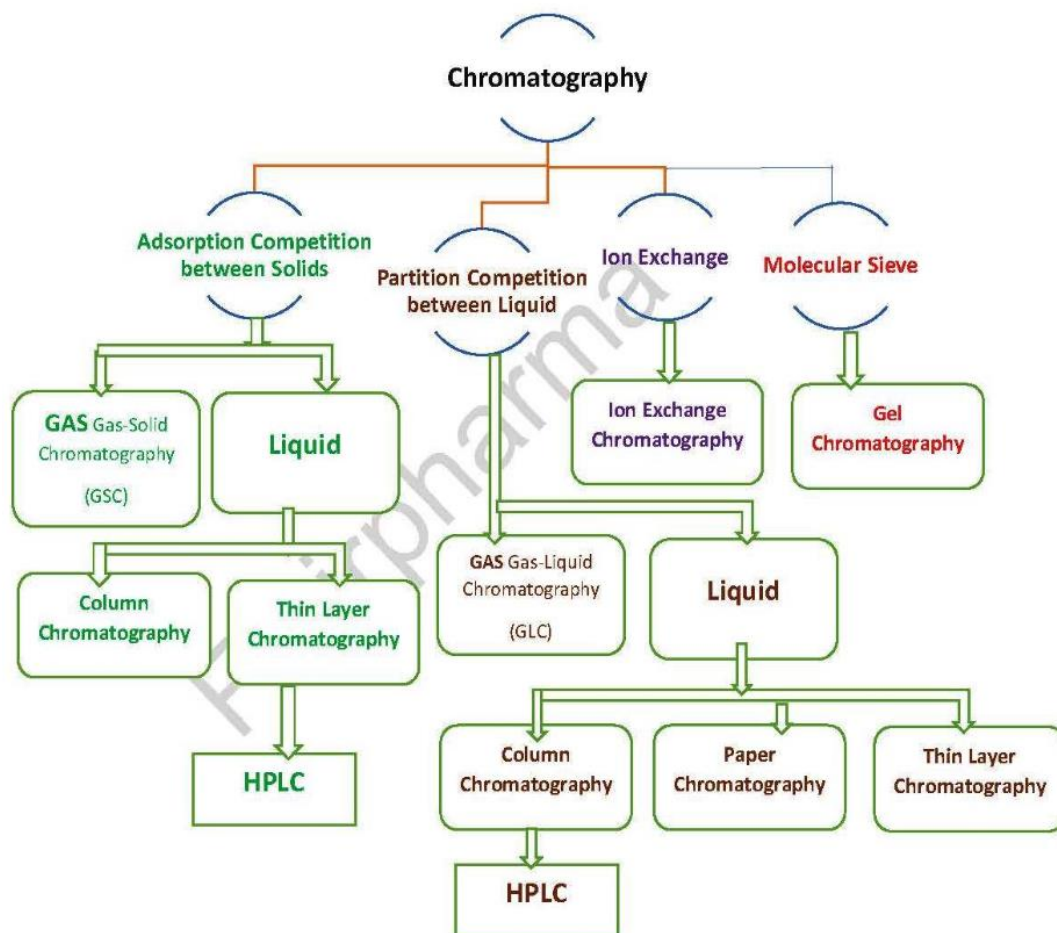 Chromatography
Adsorption Competition
between Solids
Partition Competition
between Liquid
Ion Exchange
Molecular Sieve
GAS Gas-Solid
Chromatography
(GSC)
Liquid
Ion Exchange
Chromatography
Gel
Chromatography
Column
Chromatography
Thin Layer
Chromatography
GAS Gas-Liquid
Chromatography
(GLC)
Liquid
HPLC
Column
Chromatography
Paper
Chromatography
Thin Layer
Chromatography
HPLC